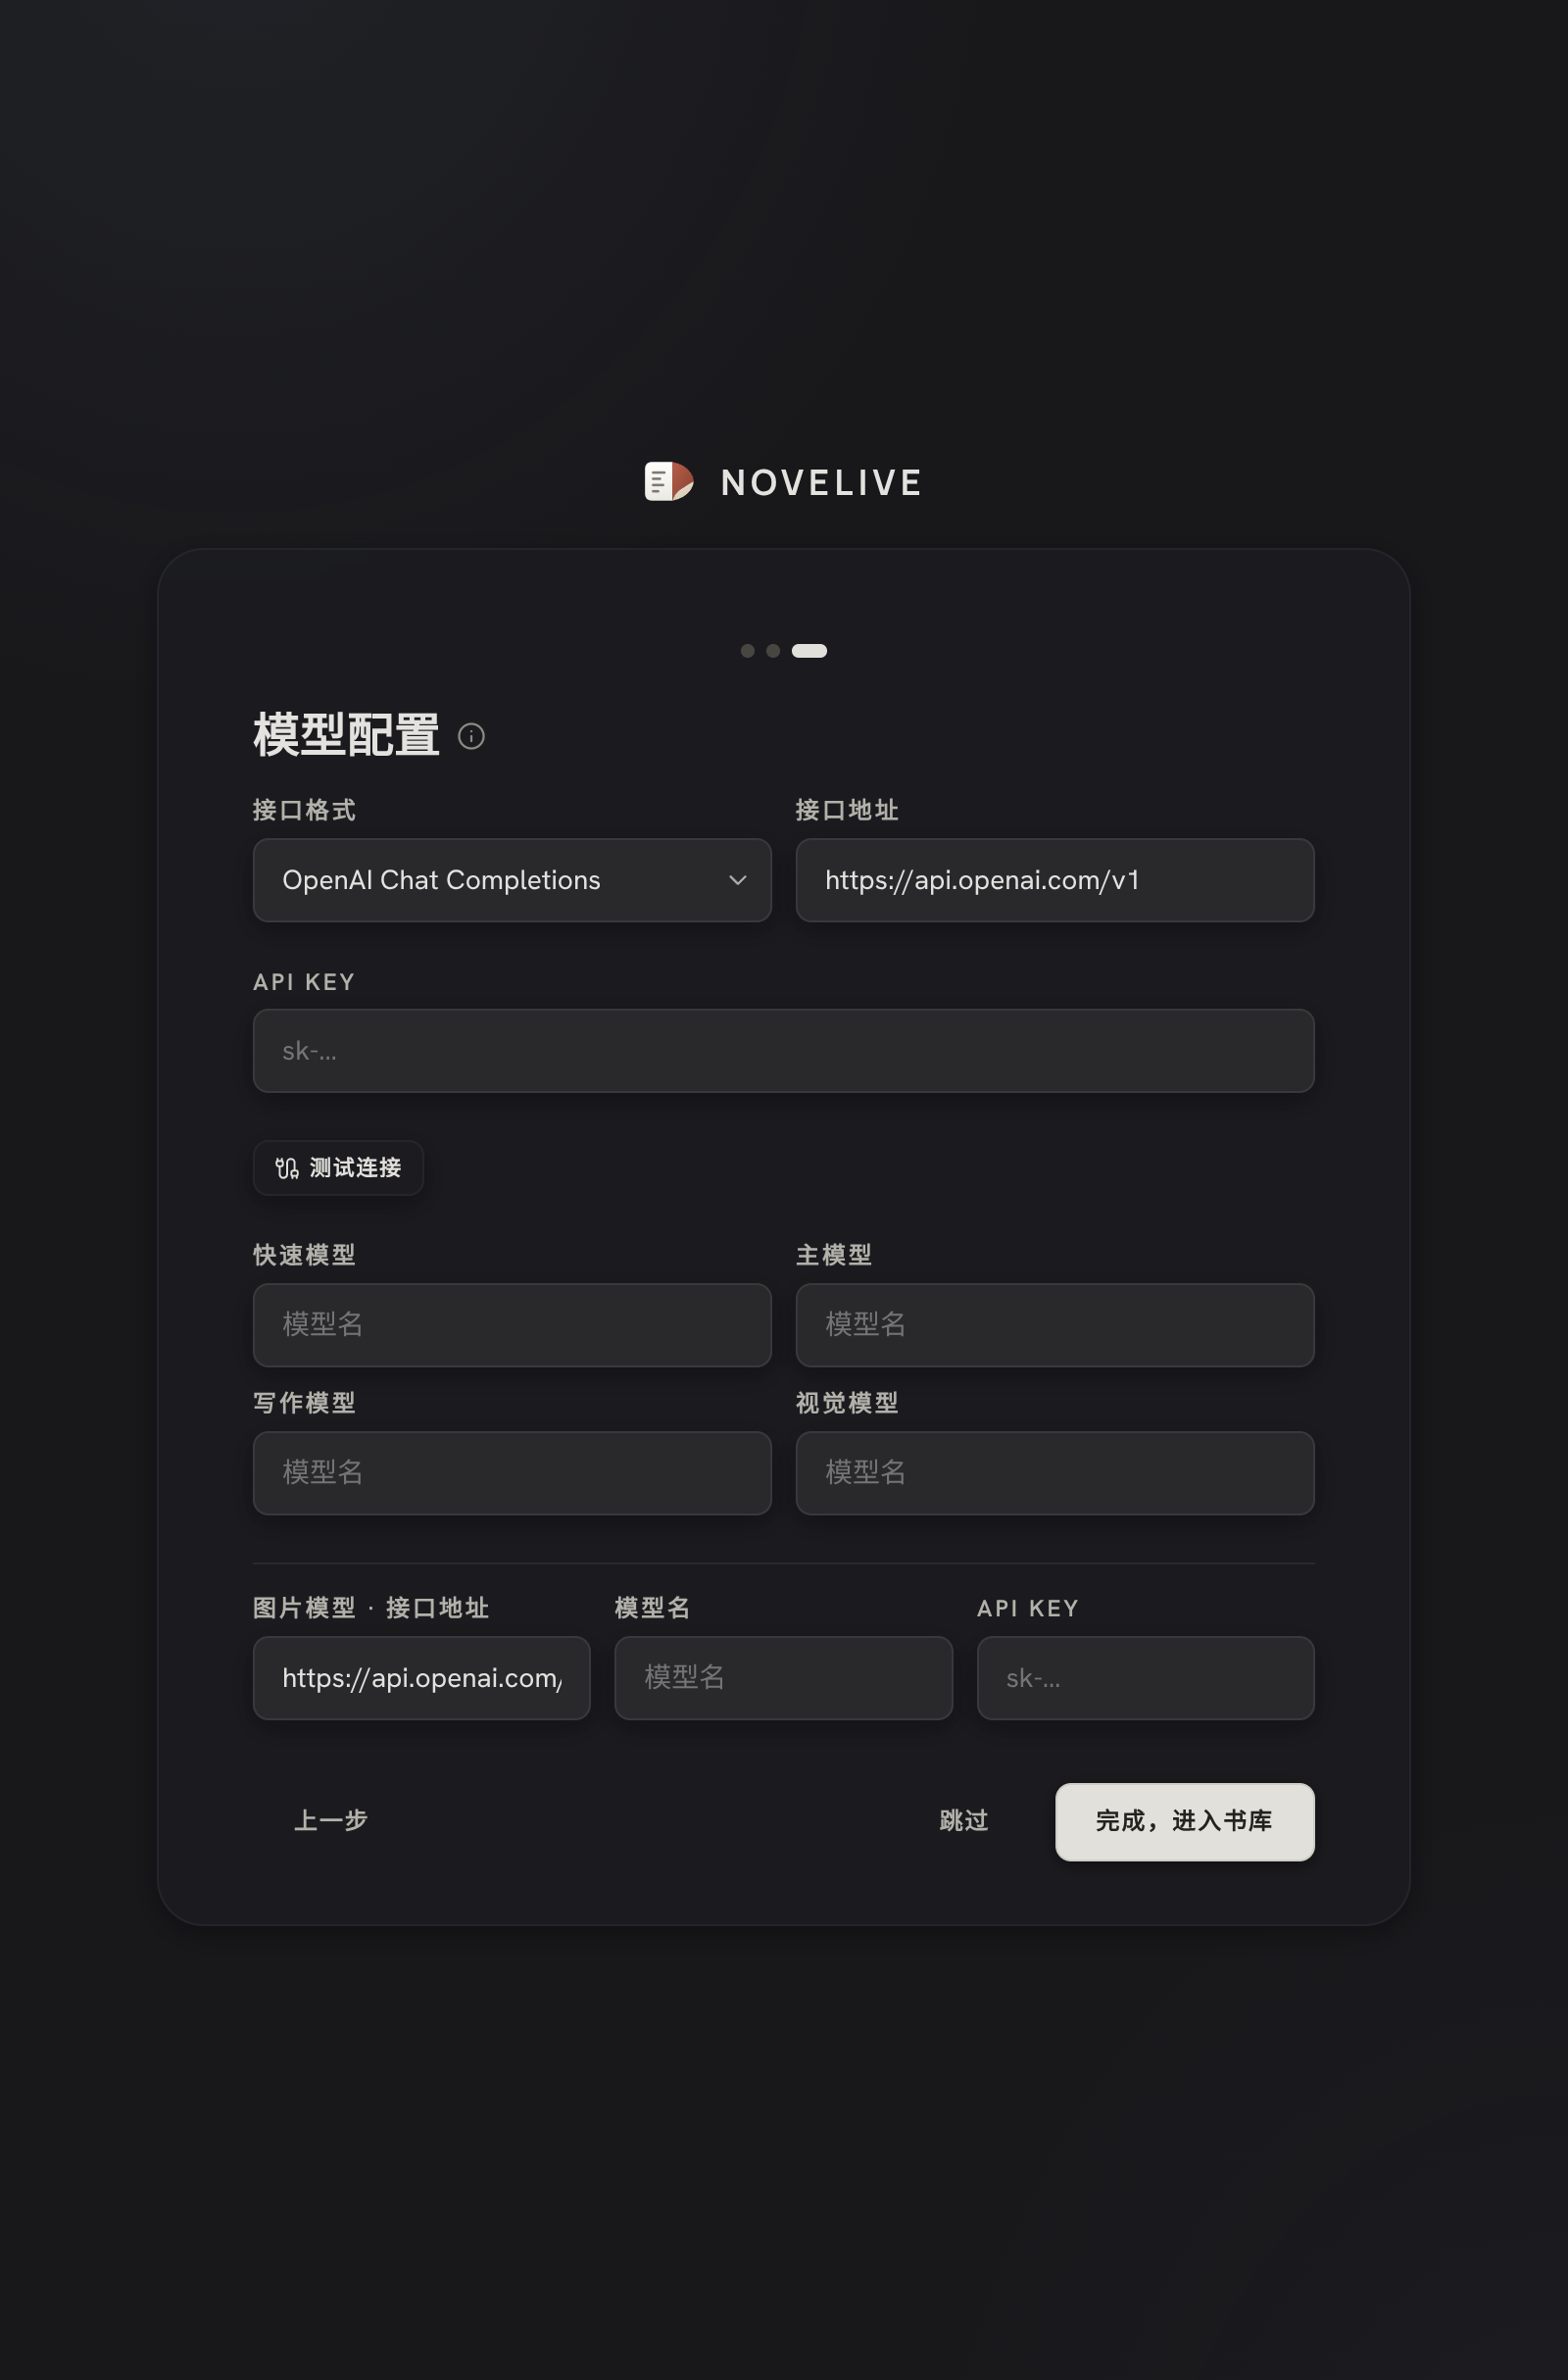 NOVELIVE
模型配置
接口格式
接口地址
OpenAI Chat Completions
https://api.openai.com/v1
API KEY
sk-...
测试连接
快速模型
主模型
模型名
模型名
写作模型
视觉模型
模型名
模型名
图片模型 · 接口地址
模型名
API KEY
https://api.openai.com/
模型名
sk-...
上一步
跳过
完成，进入书库